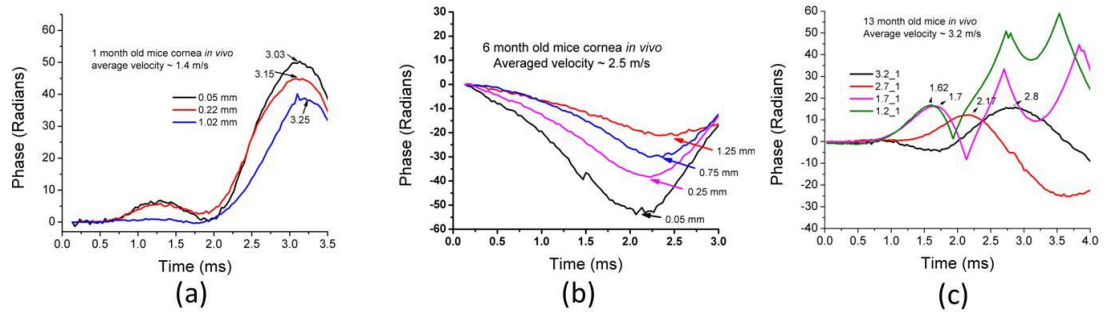 1 month old mice cornea in vivo
average velocity ~ 1.4 m/s
0.05 mm
0.22 mm
1.02 mm
3.03
3.15
3.25
Phase (Radians)
60
50
40
30
20
10
0
0.0 0.5 1.0 1.5 2.0 2.5 3.0 3.5
Time (ms)
(a)
6 month old mice cornea in vivo
Averaged velocity ~ 2.5 m/s
1.25 mm
0.75 mm
0.25 mm
0.05 mm
Phase (Radians)
30
20
10
0
-10
-20
-30
-40
-50
-60
0.0 0.5 1.0 1.5 2.0 2.5 3.0
Time (ms)
(b)
13 month old mice in vivo
Average velocity ~ 3.2 m/s
3.2_1
2.7_1
1.7_1
1.2_1
1.62
1.7
2.17
2.8
Phase (Radians)
60
50
40
30
20
10
0
-10
-20
-30
-40
0.0 0.5 1.0 1.5 2.0 2.5 3.0 3.5 4.0
Time (ms)
(c)